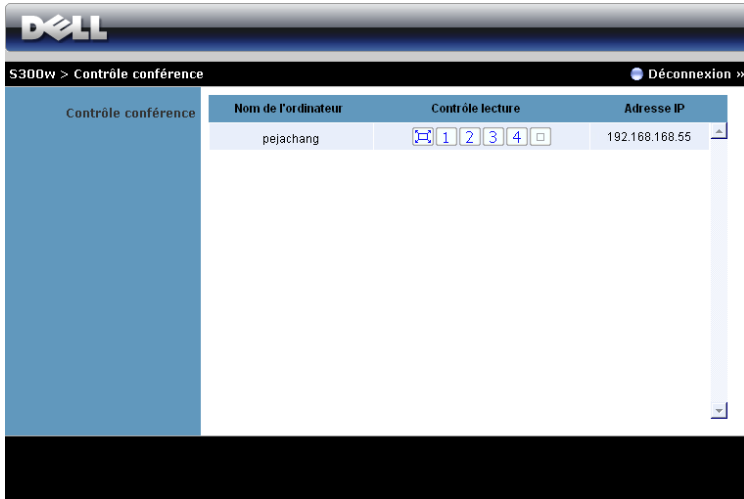 DELL
S300w > Contrôle conférence
Déconnexion »
Contrôle conférence
Nom de l'ordinateur Contrôle lecture Adresse IP
pejachang 1 2 3 4 192.168.168.55